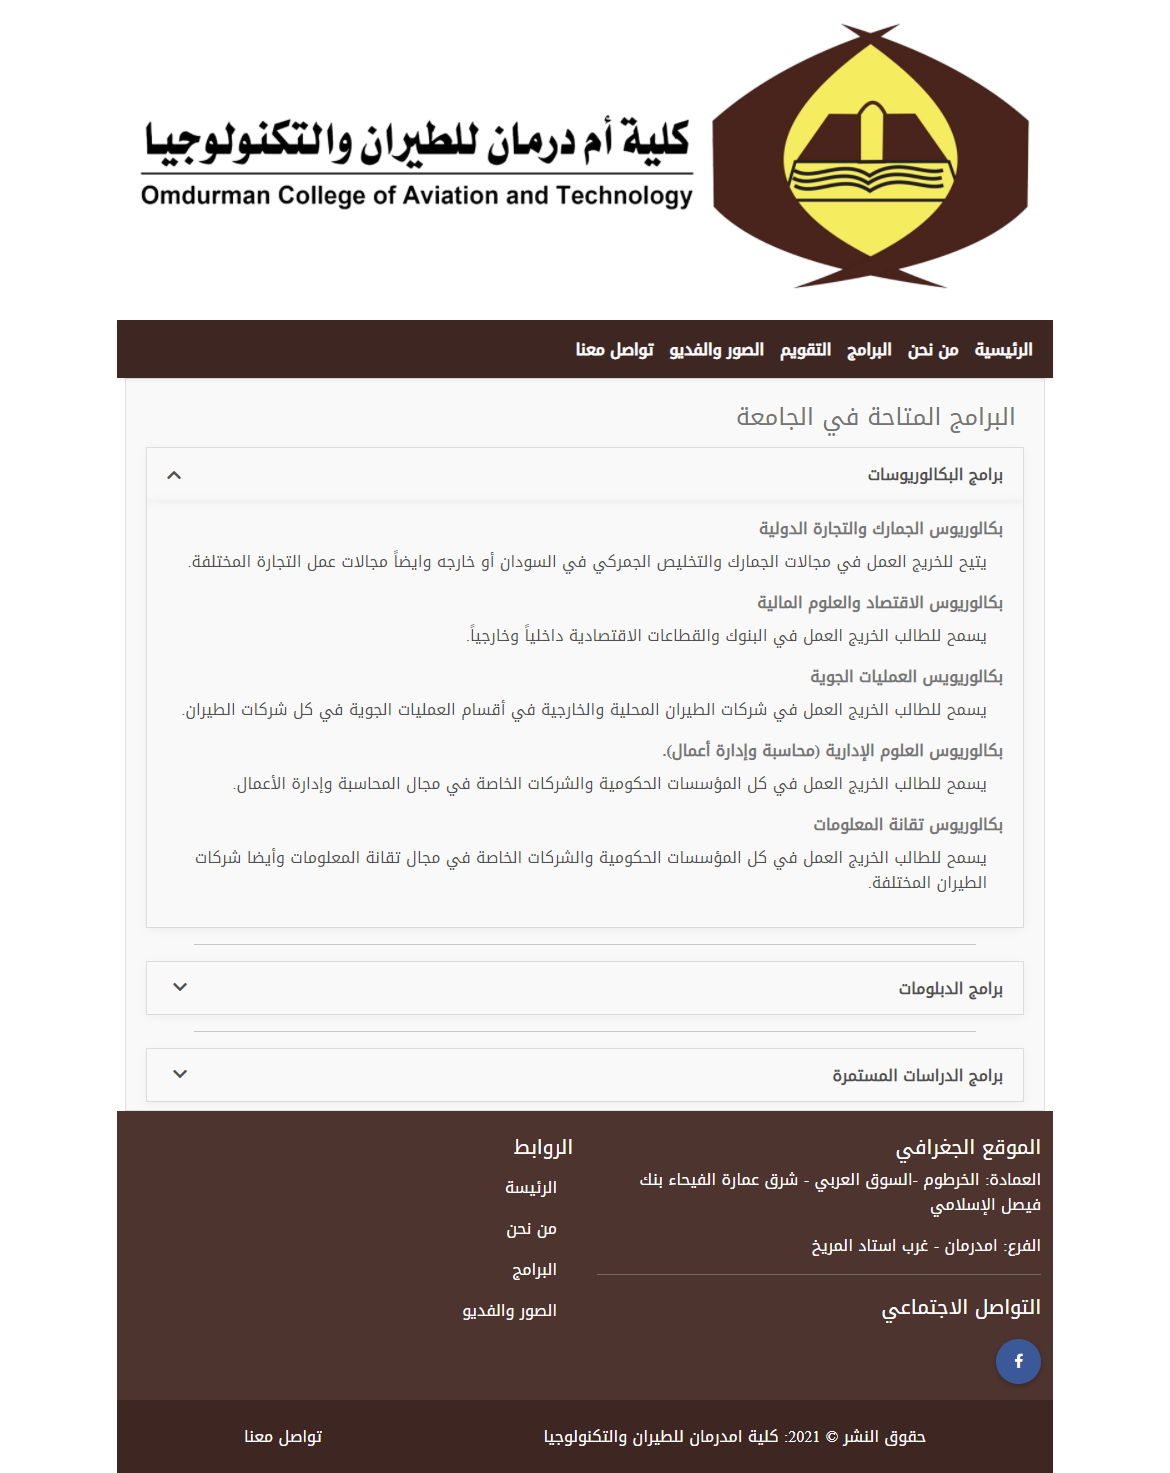 كلية أم درمان للطيران والتكنولوجيا
Omdurman College of Aviation and Technology
الرئيسية من نحن البرامج التقويم الصور والفديو تواصل معنا
البرامج المتاحة في الجامعة
برامج البكالوريوسات
بكالوريوس الجمارك والتجارة الدولية
يتيح للخريج العمل في مجالات الجمارك والتخليص الجمركي في السودان أو خارجه وايضاً مجالات عمل التجارة المختلفة.
بكالوريوس الاقتصاد والعلوم المالية
يسمح للطالب الخريج العمل في البنوك والقطاعات الاقتصادية داخلياً وخارجياً.
بكالوريويس العمليات الجوية
يسمح للطالب الخريج العمل في شركات الطيران المحلية والخارجية في أقسام العمليات الجوية في كل شركات الطيران.
بكالوريوس العلوم الإدارية (محاسبة وإدارة أعمال).
يسمح للطالب الخريج العمل في كل المؤسسات الحكومية والشركات الخاصة في مجال المحاسبة وإدارة الأعمال.
بكالوريوس تقانة المعلومات
يسمح للطالب الخريج العمل في كل المؤسسات الحكومية والشركات الخاصة في مجال تقانة المعلومات وأيضا شركات
الطيران المختلفة.
برامج الدبلومات
برامج الدراسات المستمرة
الموقع الجغرافي
العمادة: الخرطوم -السوق العربي - شرق عمارة الفيحاء بنك
فيصل الإسلامي
الفرع: امدرمان - غرب استاد المريخ
التواصل الاجتماعي
الروابط
الرئيسة
من نحن
البرامج
الصور والفديو
حقوق النشر © 2021: كلية امدرمان للطيران والتكنولوجيا
تواصل معنا